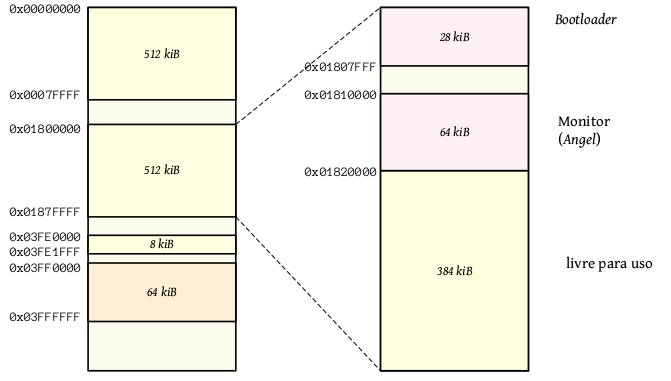 0x00000000
512 kiB
0x0007FFFF
0x01800000
512 kiB
0x0187FFFF
0x03FE0000
8 kiB
0x03FE1FFF
0x03FF0000
64 kiB
0x03FFFFFF
28 kiB
Bootloader
0x01807FFF
0x01810000
64 kiB
Monitor
(Angel)
0x01820000
384 kiB
livre para uso